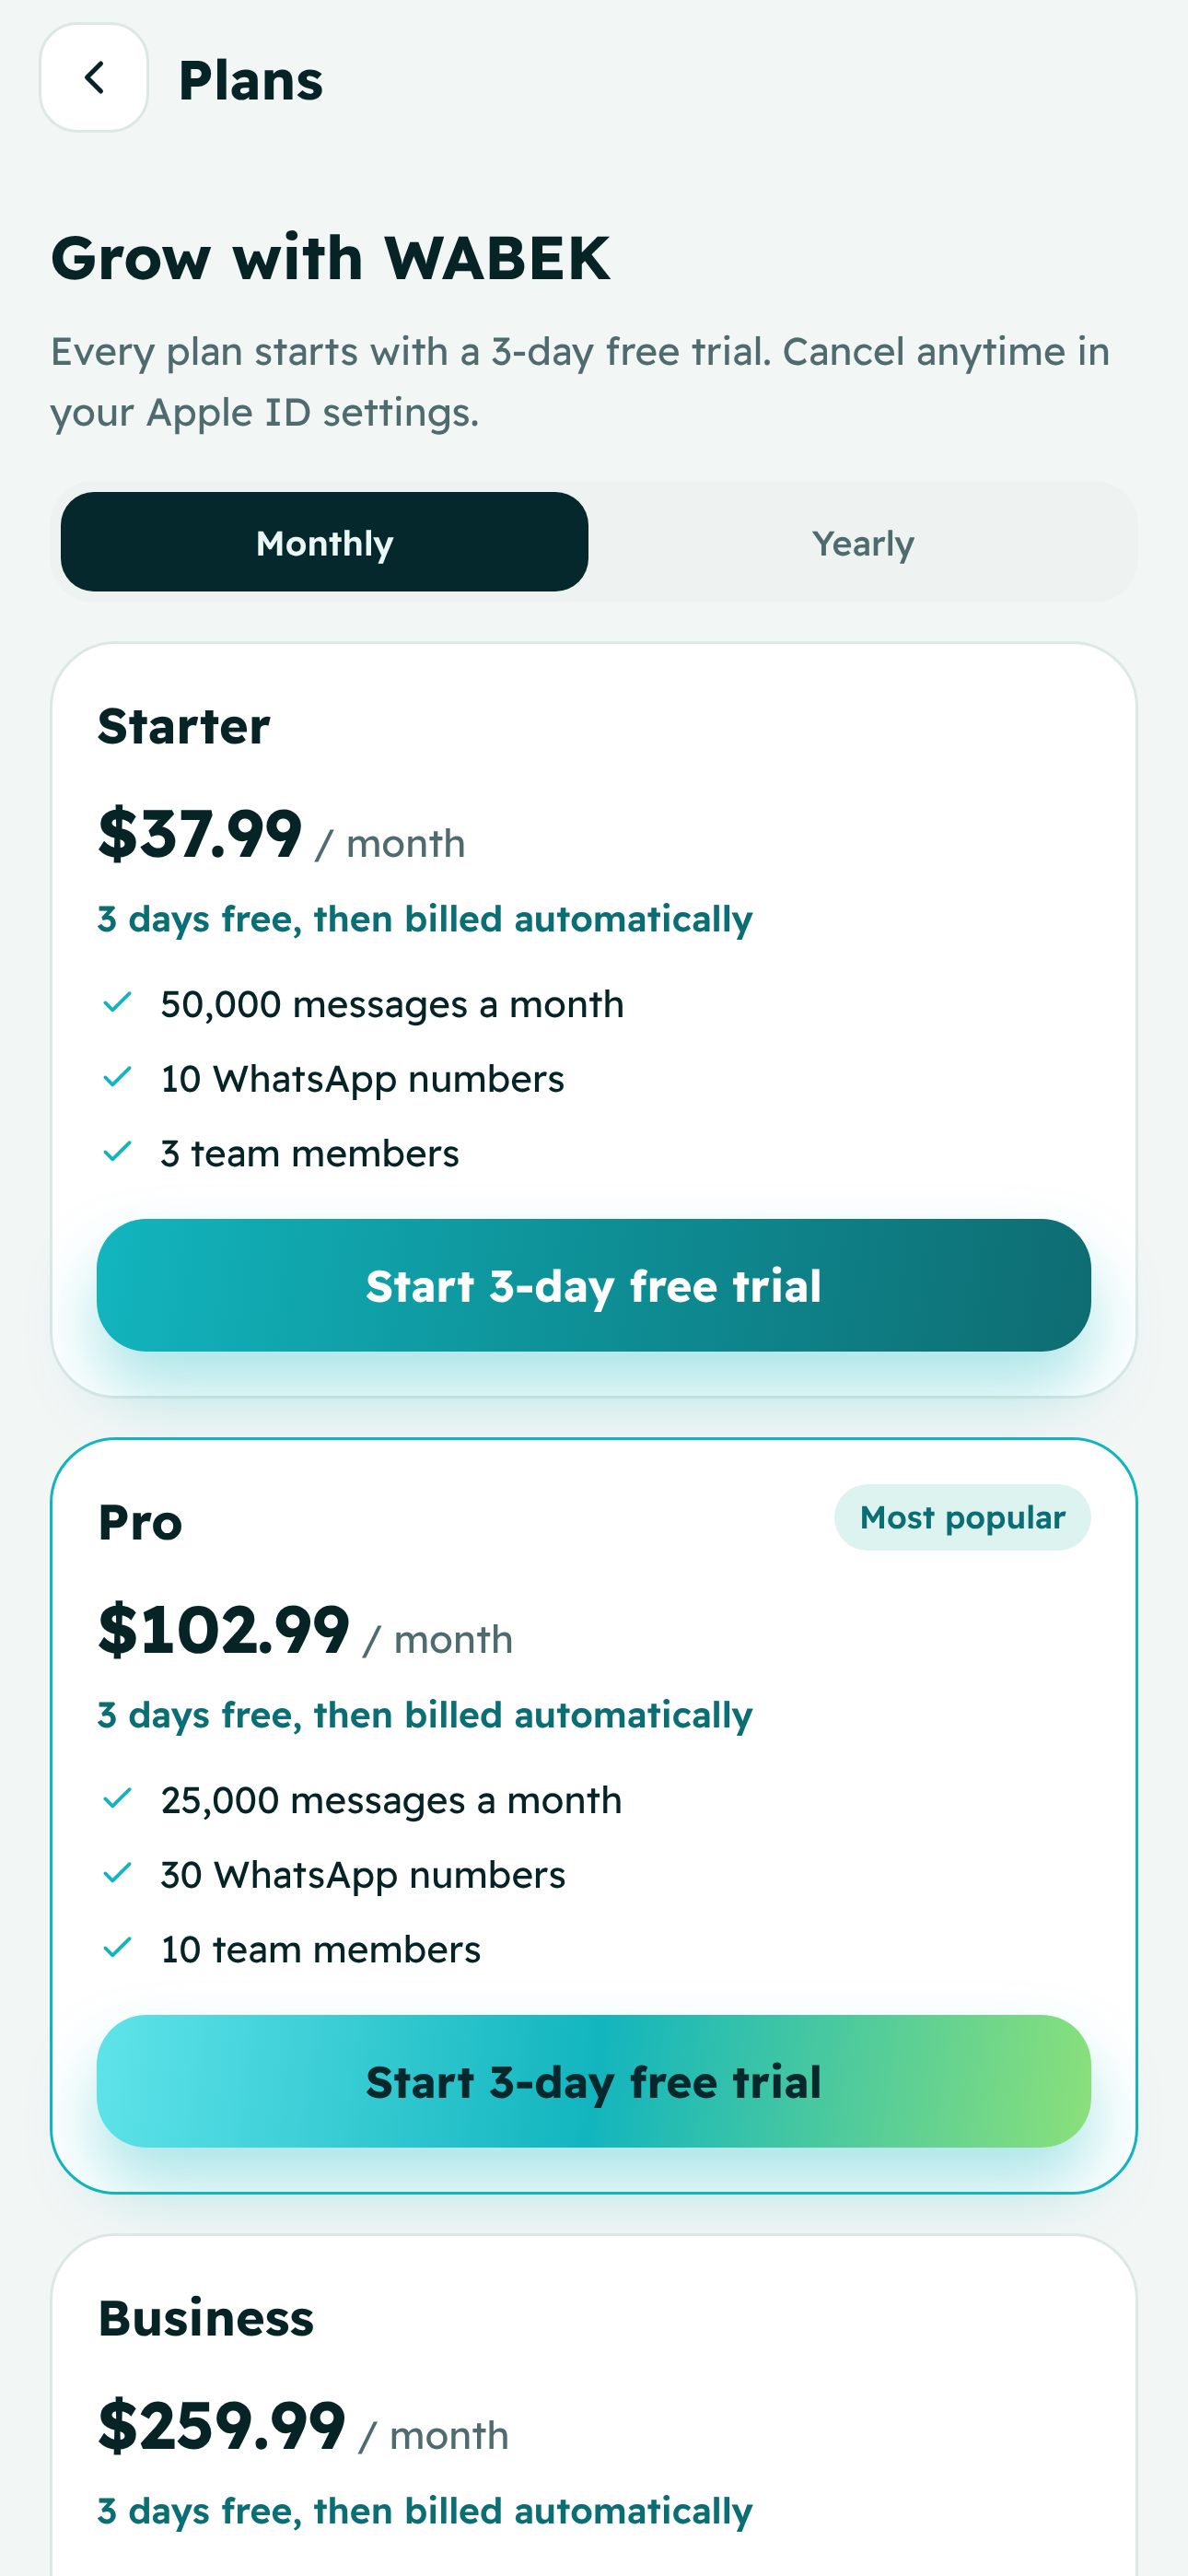 Plans
Grow with WABEK
Every plan starts with a 3-day free trial. Cancel anytime in
your Apple ID settings.
Monthly
Yearly
Starter
$37.99 / month
3 days free, then billed automatically
50,000 messages a month
10 WhatsApp numbers
3 team members
Start 3-day free trial
Pro
Most popular
$102.99 / month
3 days free, then billed automatically
25,000 messages a month
30 WhatsApp numbers
10 team members
Start 3-day free trial
Business
$259.99 / month
3 days free, then billed automatically